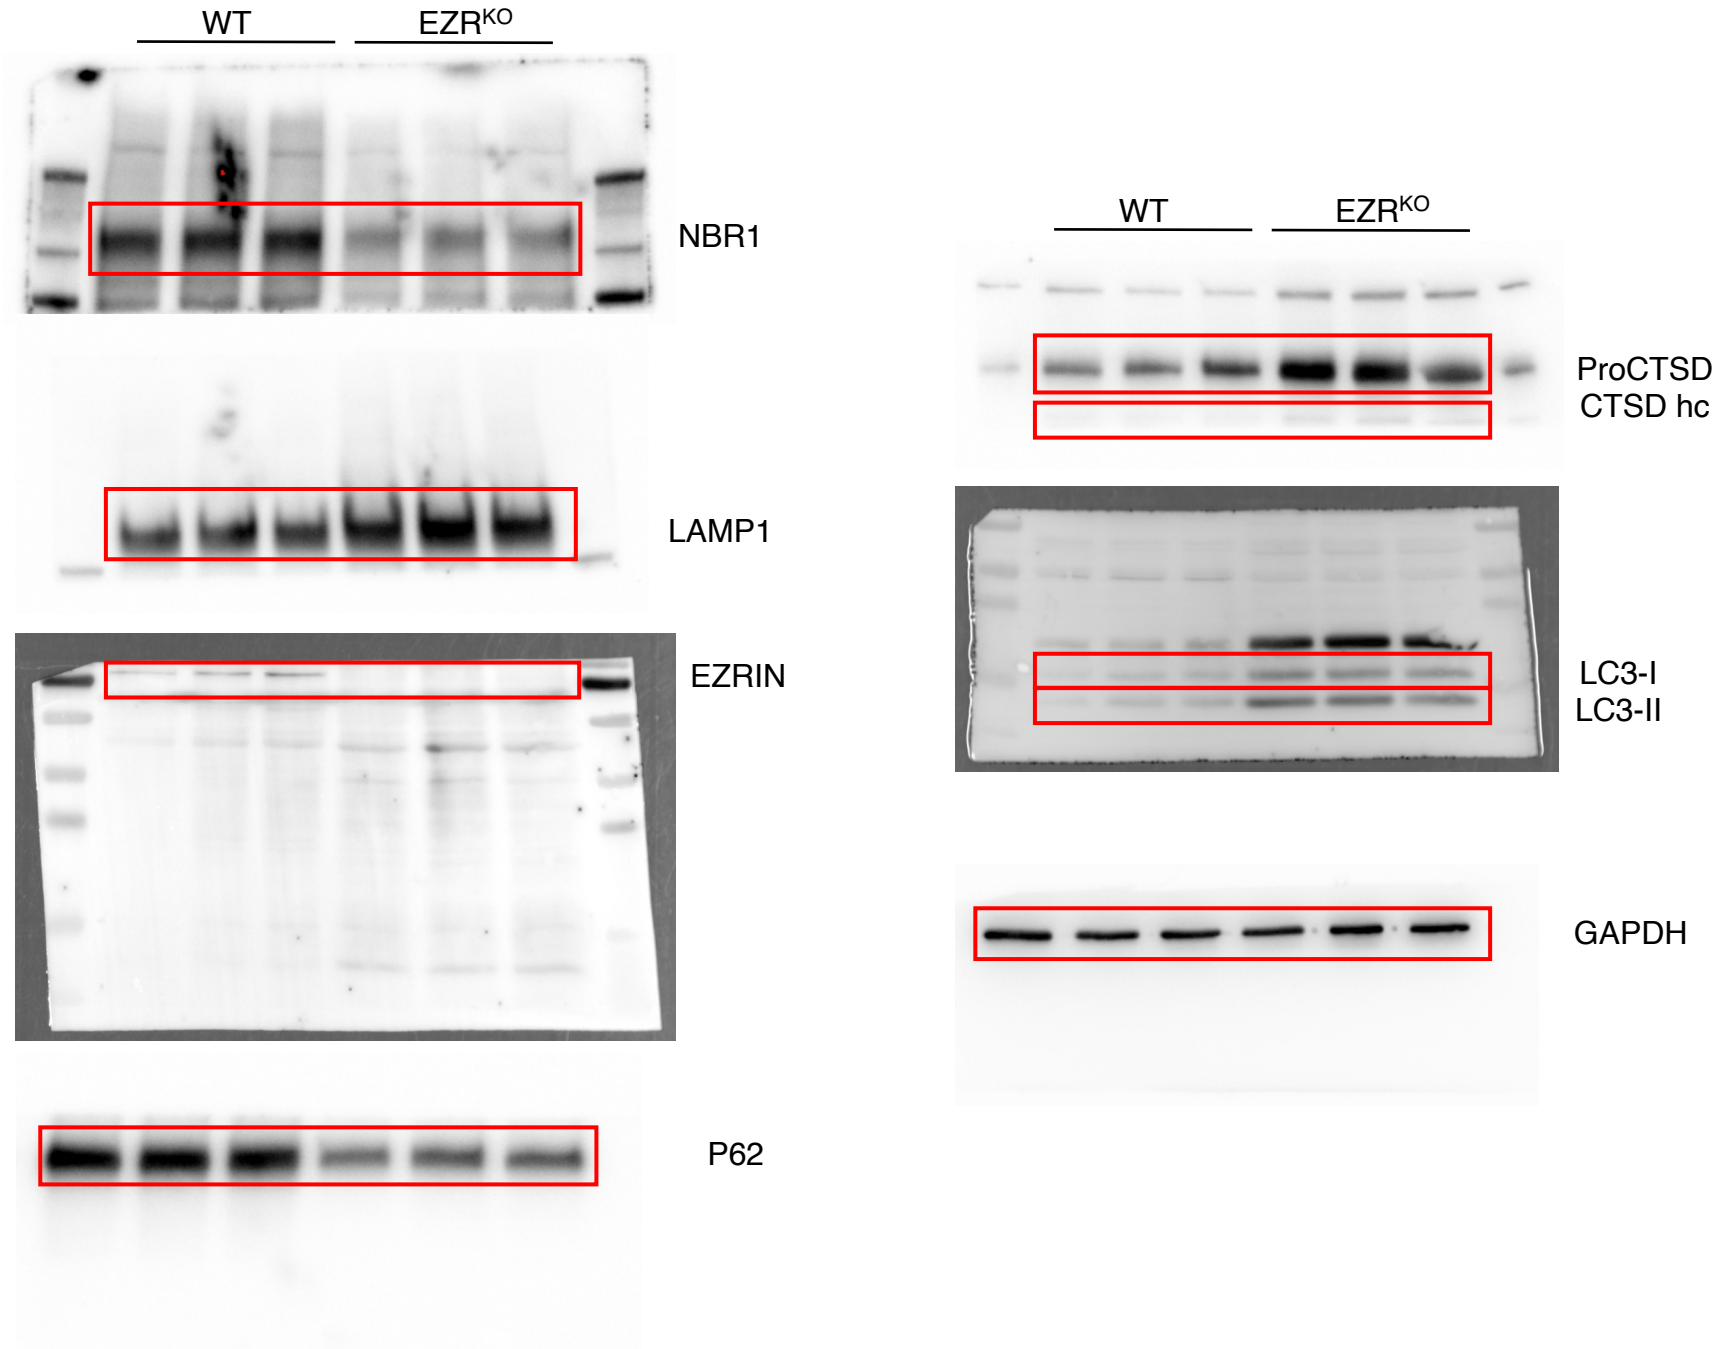 WT EZRKO
NBR1
LAMP1
EZRIN
P62
WT EZRKO
ProCTSD
CTSD hc
LC3-I
LC3-II
GAPDH